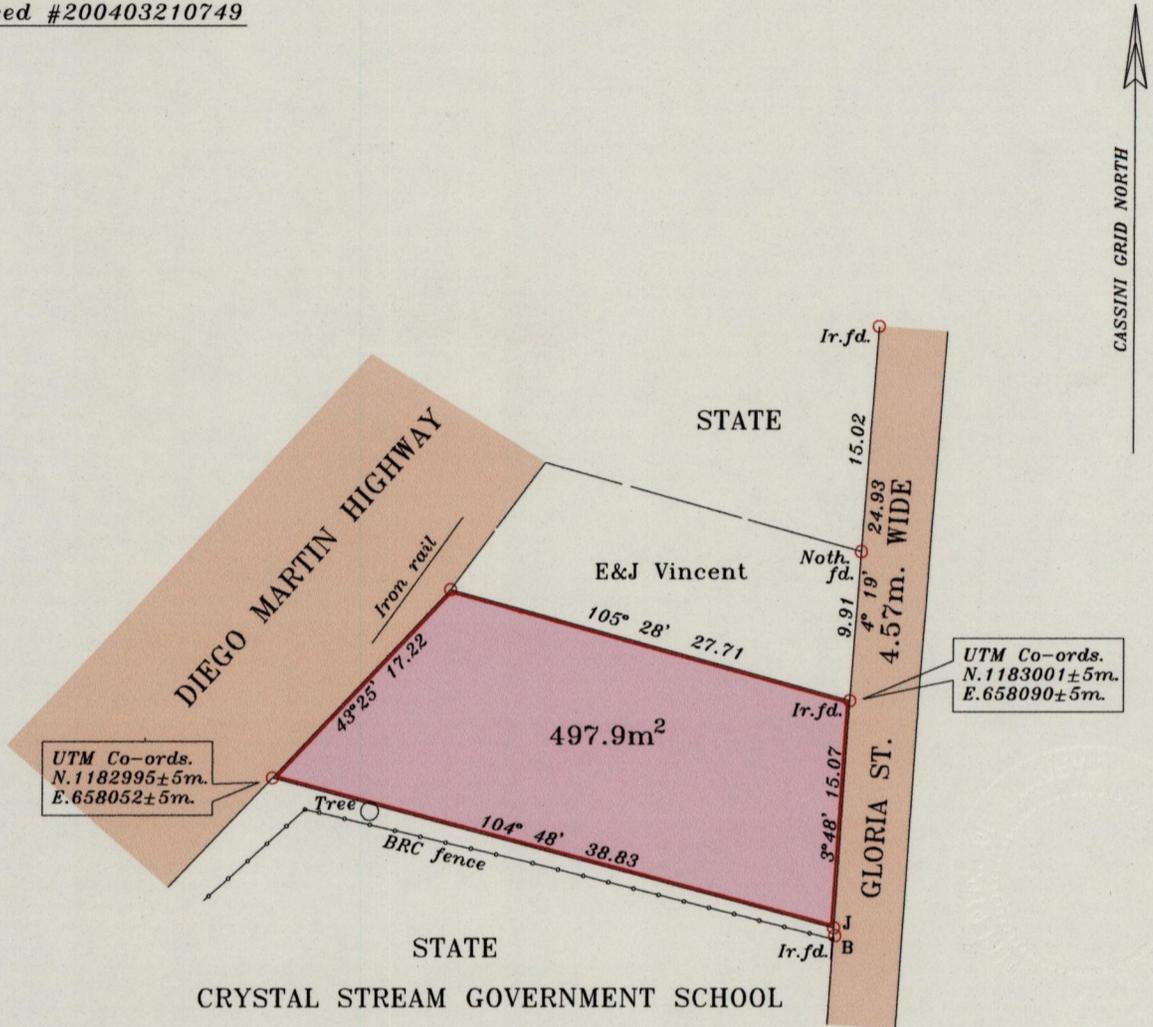 ed #200403210749
CASSINI GRID NORTH
Ir.fd.
STATE
15.02
24.93
DIEGO MARTIN HIGHWAY
Iron rail
Noth.
fd.
E&J Vincent
9.91
4° 19'
4.57m. WIDE
105° 28' 27.71
UTM Co-ords.
N.1183001±5m.
E.658090±5m.
43°25' 17.22
Ir.fd.
497.9m²
UTM Co-ords.
N.1182995±5m.
E.658052±5m.
Tree
104° 48' 38.83
BRC fence
3°48' 15.07
GLORIA ST.
J
B
Ir.fd.
STATE
CRYSTAL STREAM GOVERNMENT SCHOOL